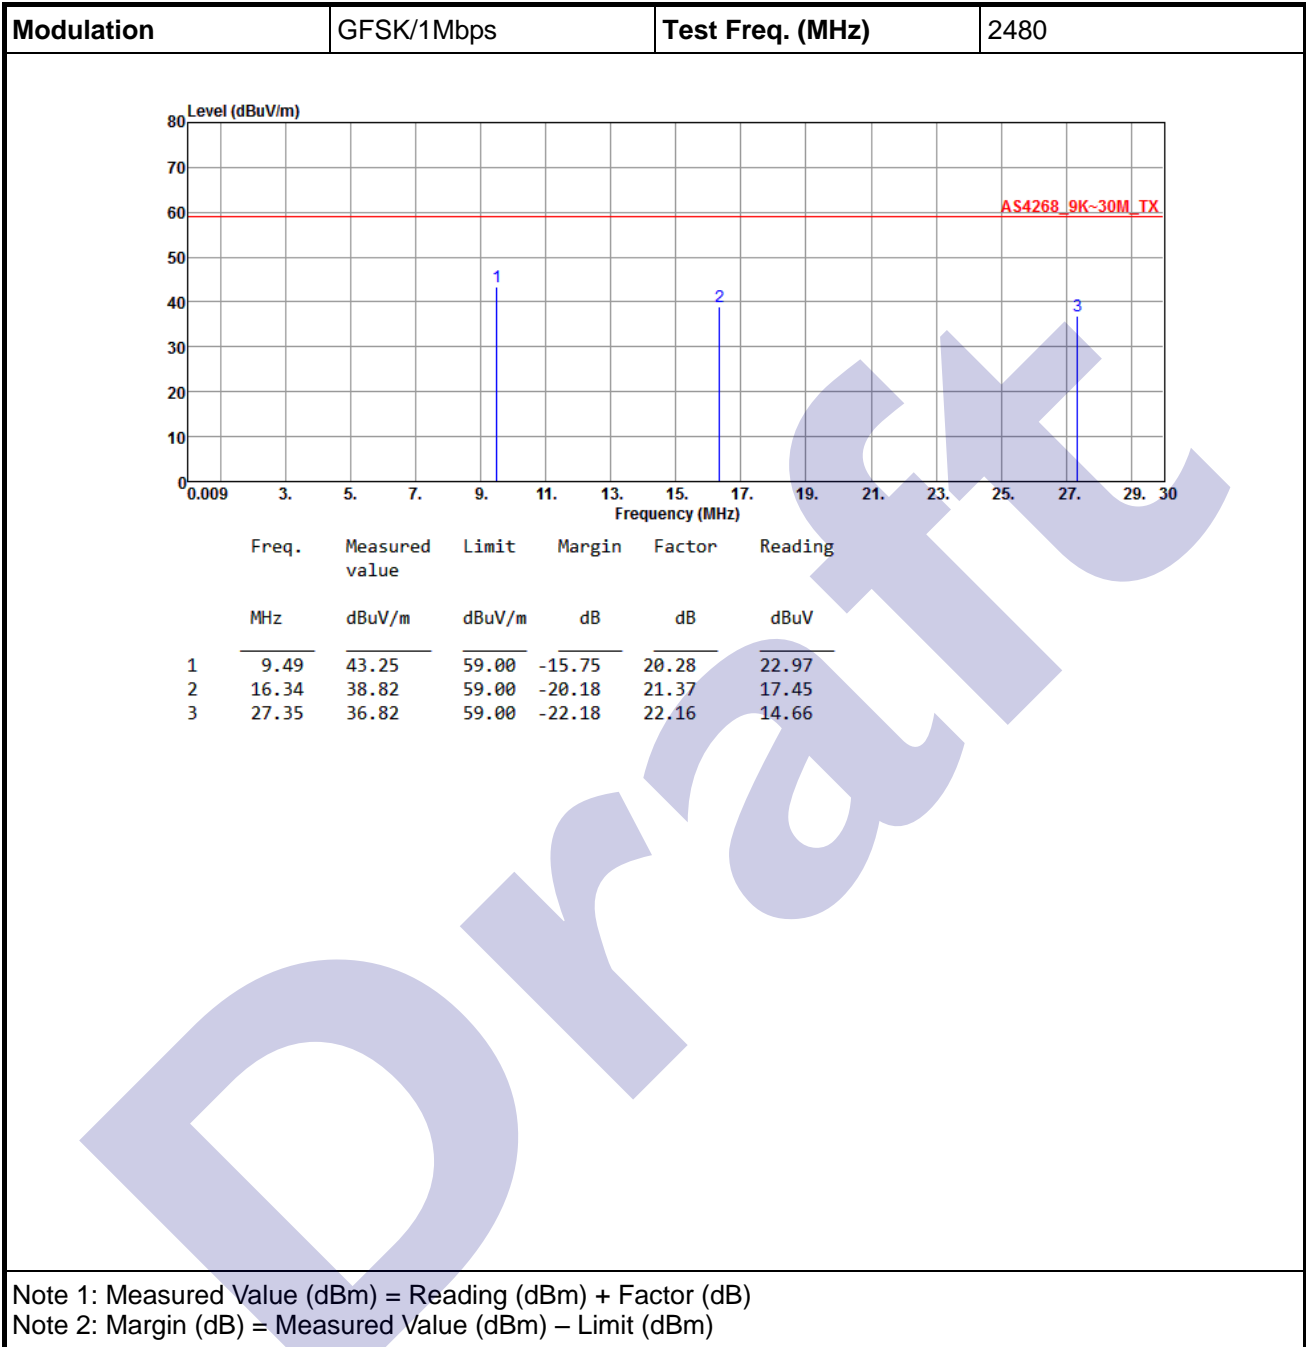 Modulation GFSK/1Mbps Test Freq. (MHz) 2480
Level (dBuV/m)
80
70
60
50
40
30
20
10
0
AS4268_9K~30M_TX
1
2
3
0.009 3. 5. 7. 9. 11. 13. 15. 17. 19. 21. 23. 25. 27. 29. 30
Frequency (MHz)
Freq. Measured Limit Margin Factor Reading
value
MHz dBuV/m dBuV/m dB dB dBuV
1 9.49 43.25 59.00 -15.75 20.28 22.97
2 16.34 38.82 59.00 -20.18 21.37 17.45
3 27.35 36.82 59.00 -22.18 22.16 14.66
Draft
Note 1: Measured Value (dBm) = Reading (dBm) + Factor (dB)
Note 2: Margin (dB) = Measured Value (dBm) – Limit (dBm)